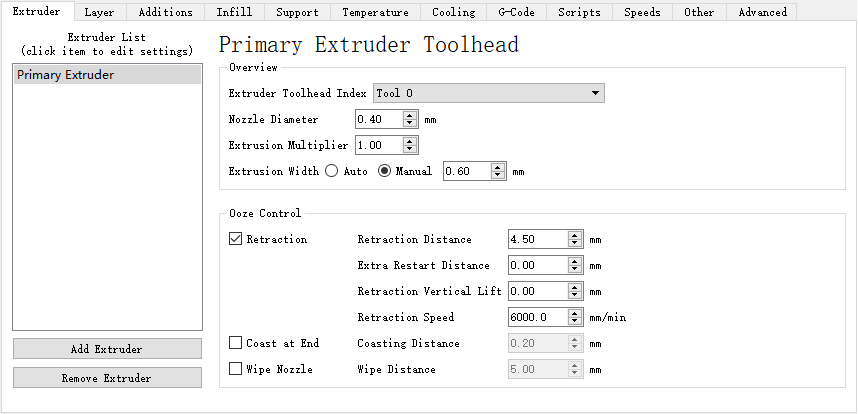 Extruder Layer Additions Infill Support Temperature Cooling G-Code Scripts Speeds Other Advanced
Extruder List
(click item to edit settings)
Primary Extruder
Add Extruder
Remove Extruder
Primary Extruder Toolhead
Overview
Extruder Toolhead Index Tool 0
Nozzle Diameter 0.40 mm
Extrusion Multiplier 1.00
Extrusion Width Auto Manual 0.60 mm
Ooze Control
Retraction Retraction Distance 4.50 mm
Extra Restart Distance 0.00 mm
Retraction Vertical Lift 0.00 mm
Retraction Speed 6000.0 mm/min
Coast at End Coasting Distance 0.20 mm
Wipe Nozzle Wipe Distance 5.00 mm